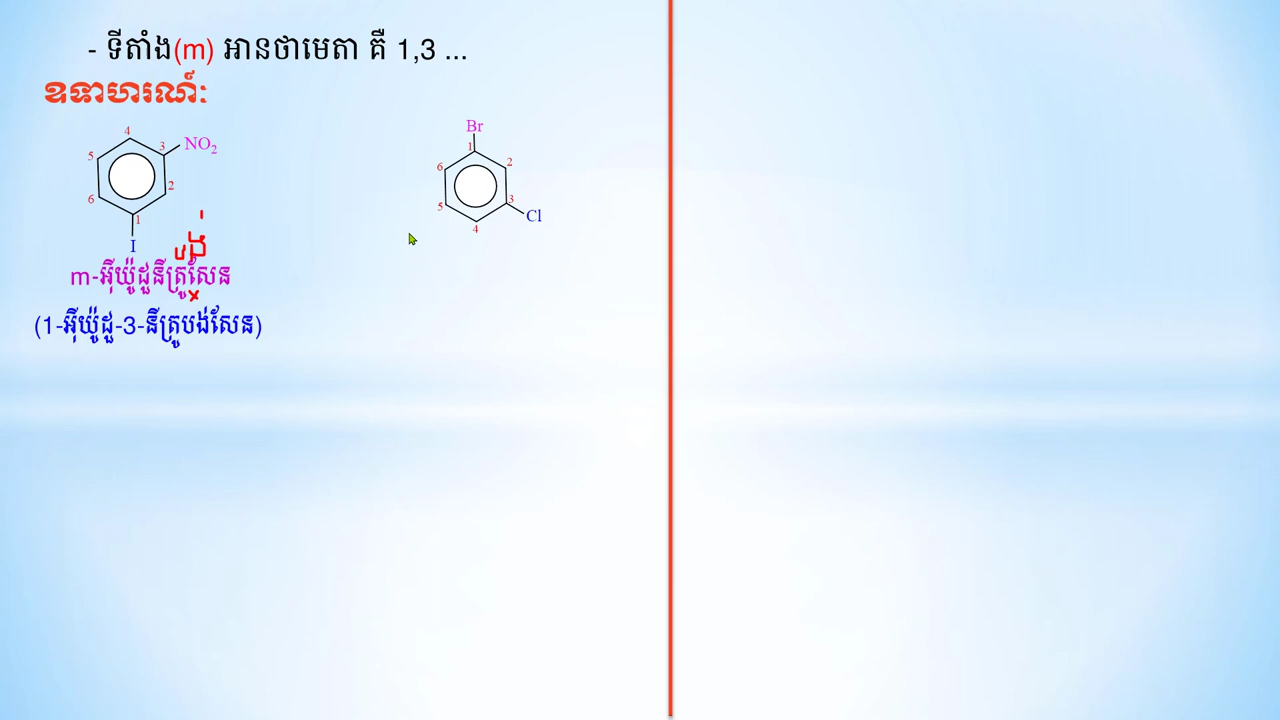 - ទីតាំង(m) អានថាមេតា គឺ 1,3 ...
ឧទាហរណ៍ៈ
4
3
NO2
5
2
6
1
I
បង់
m-អ៊ីយ៉ូដួនីត្រូសែន
x
(1-អ៊ីយ៉ូដួ-3-នីត្រូបង់សែន)
Br
1
2
6
3
5
Cl
4